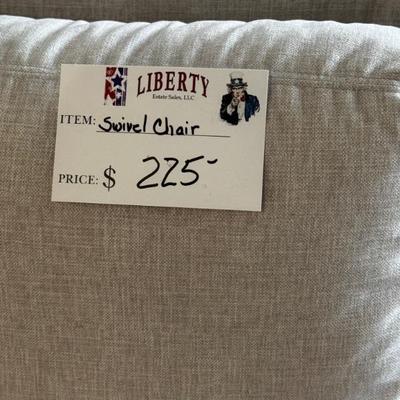 LIBERTY
Estate Sales, LLC
ITEM: Swivel Chair
PRICE: $ 225-